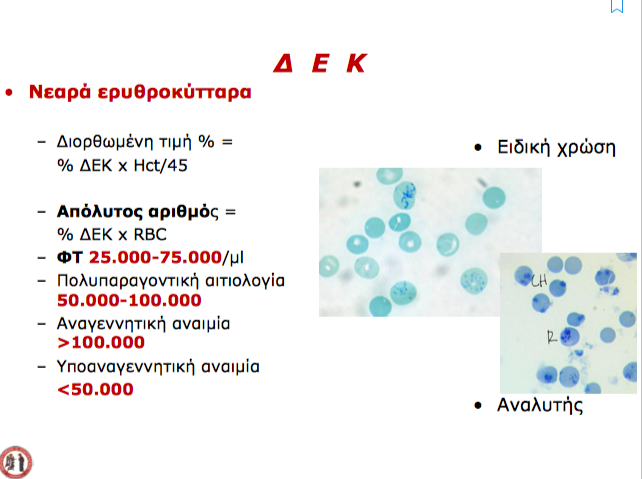 Δ Ε Κ
• Νεαρά ερυθροκύτταρα
– Διορθωμένη τιμή % =
% ΔΕΚ x Hct/45
– Απόλυτος αριθμός =
% ΔΕΚ x RBC
– ΦΤ 25.000-75.000/μl
– Πολυπαραγοντική αιτιολογία
50.000-100.000
– Αναγεννητική αναιμία
>100.000
– Υποαναγεννητική αναιμία
<50.000
• Ειδική χρώση
CH
R
• Αναλυτής